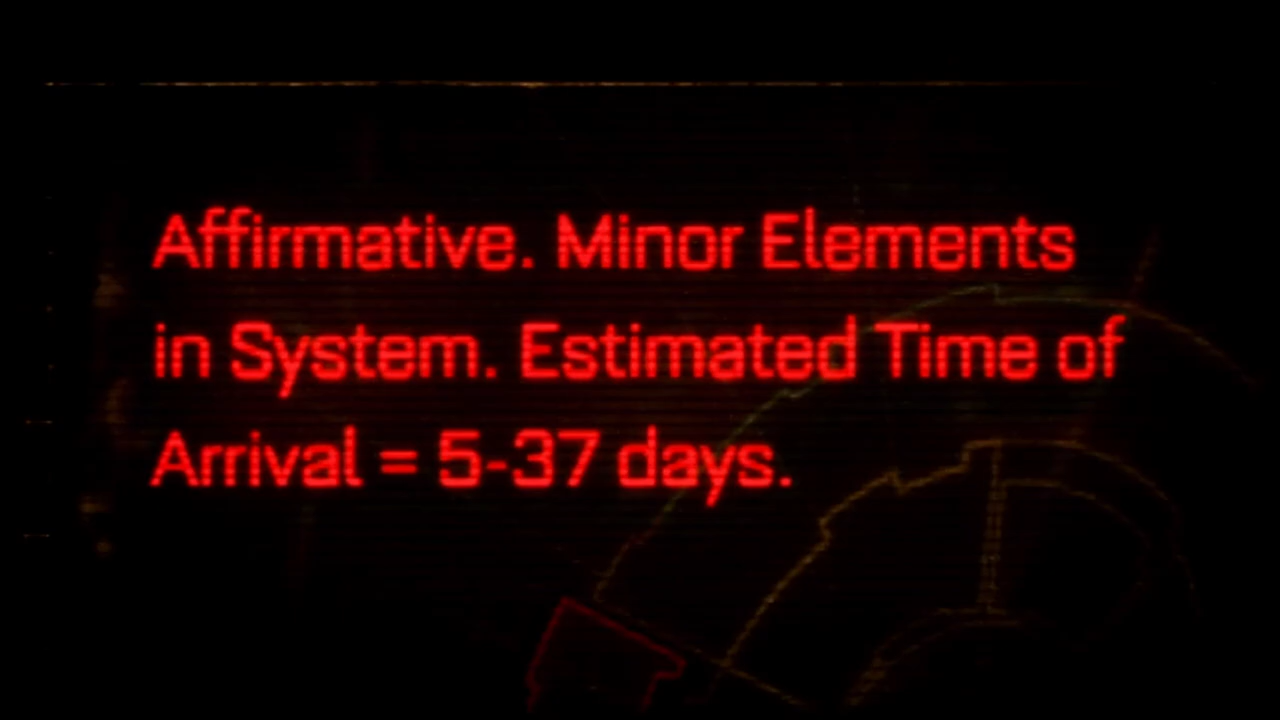 Affirmative. Minor Elements
in System. Estimated Time of
Arrival = 5-37 days.